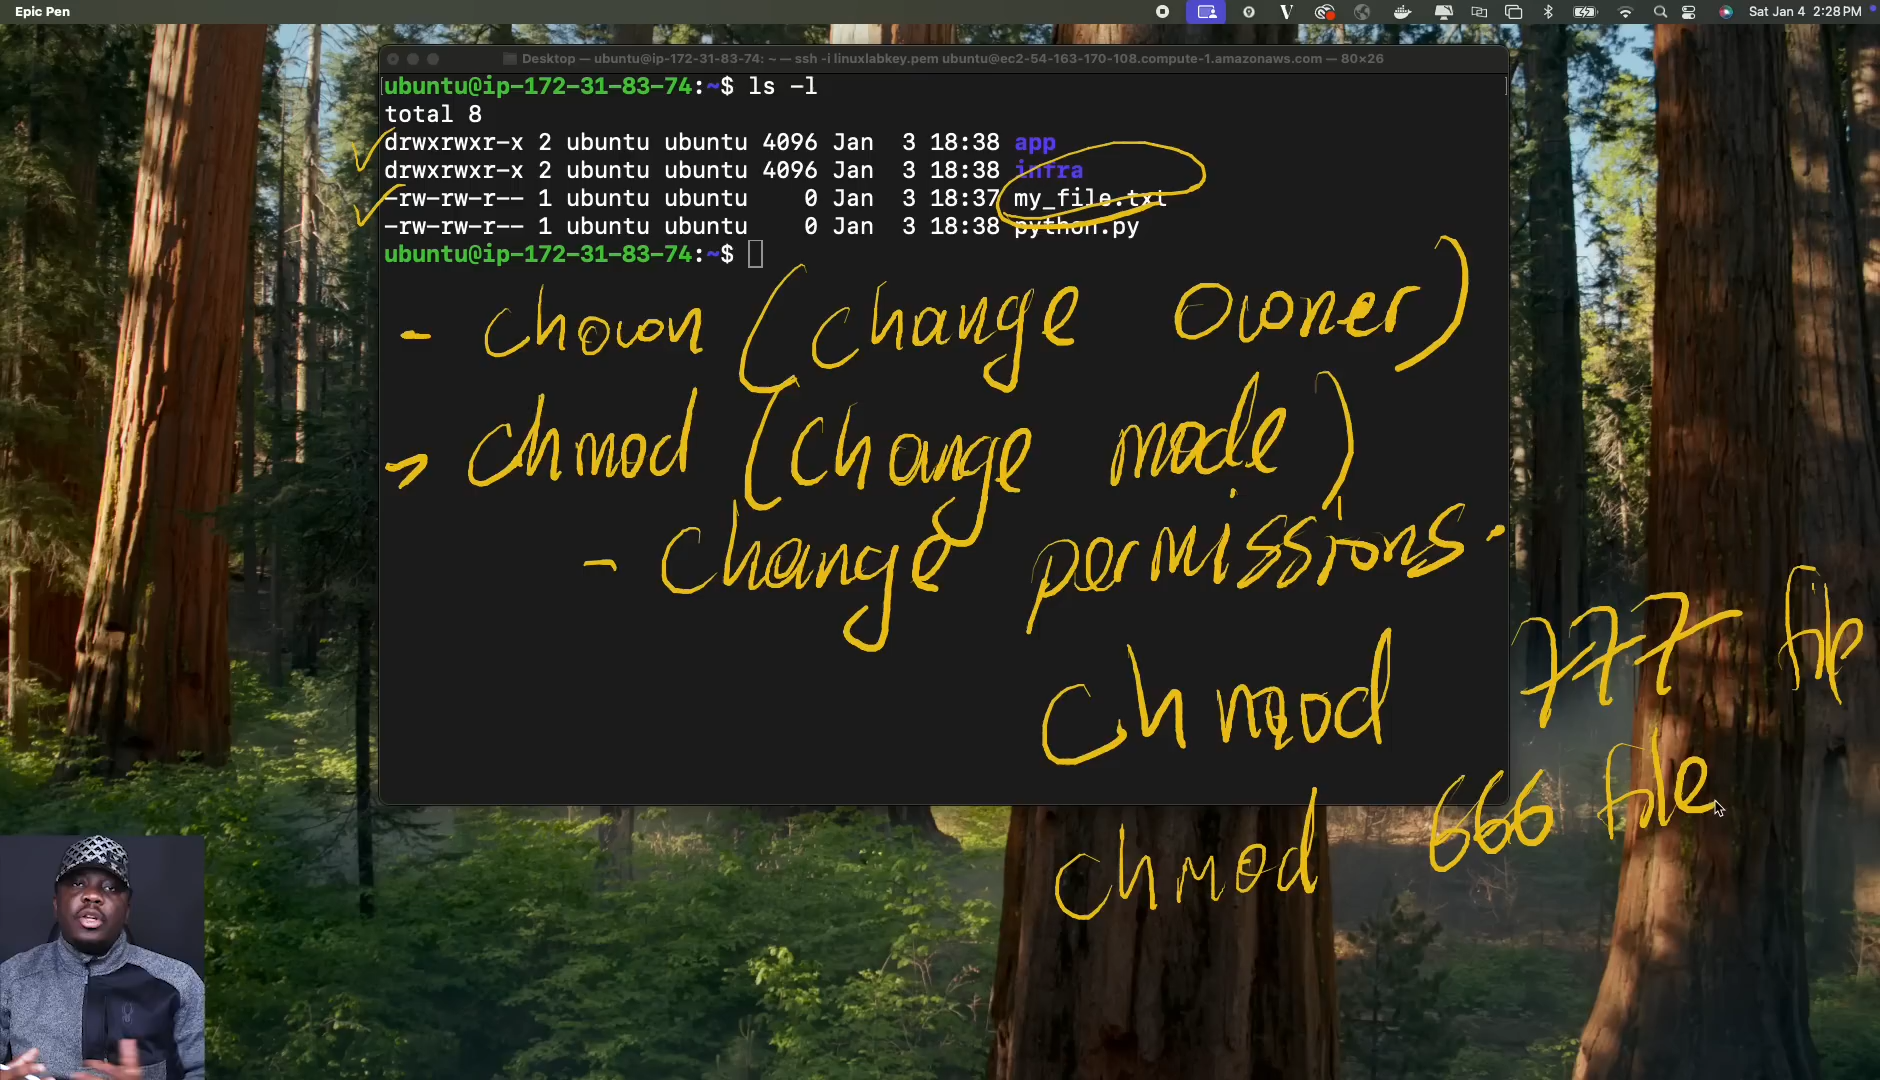 Epic Pen
Sat Jan 4 2:28 PM
Desktop — ubuntu@ip-172-31-83-74: ~ — ssh -i linuxlabkey.pem ubuntu@ec2-54-163-170-108.compute-1.amazonaws.com — 80×26
ubuntu@ip-172-31-83-74:~$ ls -l
total 8
drwxrwxr-x 2 ubuntu ubuntu 4096 Jan  3 18:38 app
drwxrwxr-x 2 ubuntu ubuntu 4096 Jan  3 18:38 infra
-rw-rw-r-- 1 ubuntu ubuntu    0 Jan  3 18:37 my_file.txt
-rw-rw-r-- 1 ubuntu ubuntu    0 Jan  3 18:38 python.py
ubuntu@ip-172-31-83-74:~$
- chown (change owner)
> chmod (change mode)
- change permissions.
chmod 777 file
chmod 666 file